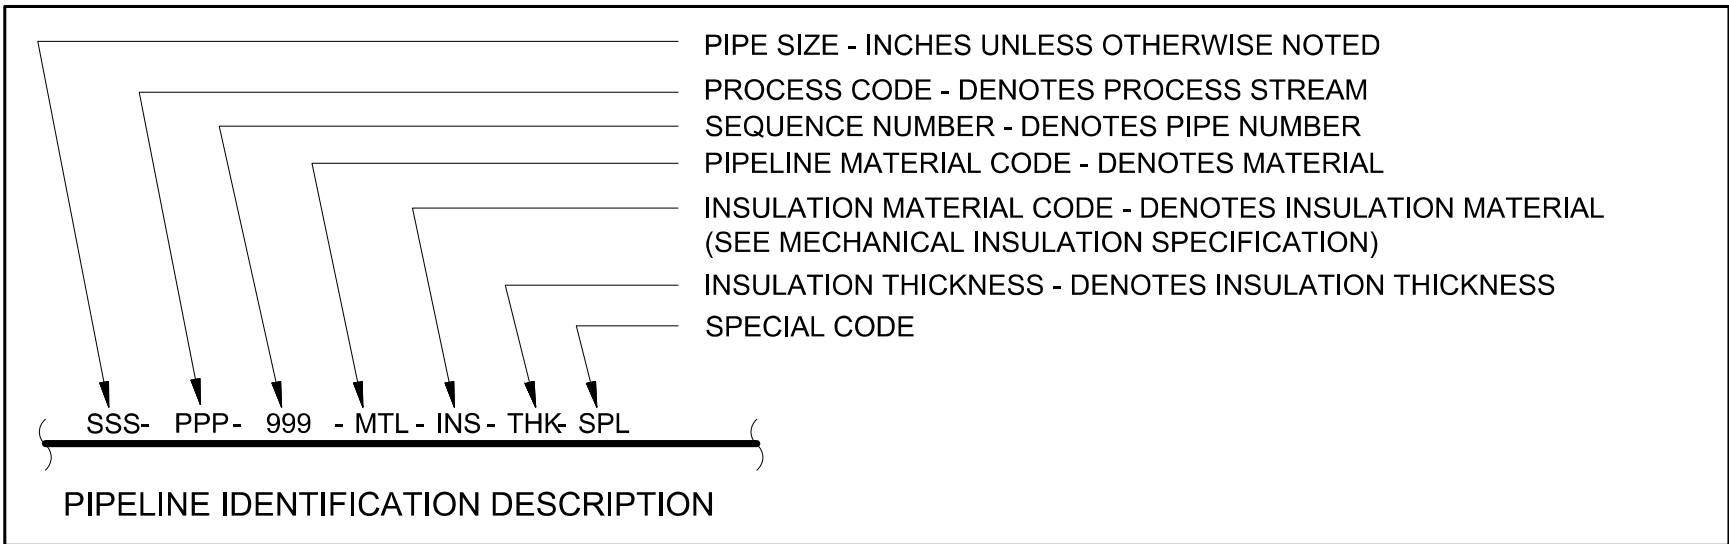 PIPE SIZE - INCHES UNLESS OTHERWISE NOTED
PROCESS CODE - DENOTES PROCESS STREAM
SEQUENCE NUMBER - DENOTES PIPE NUMBER
PIPELINE MATERIAL CODE - DENOTES MATERIAL
INSULATION MATERIAL CODE - DENOTES INSULATION MATERIAL
(SEE MECHANICAL INSULATION SPECIFICATION)
INSULATION THICKNESS - DENOTES INSULATION THICKNESS
SPECIAL CODE
SSS- PPP- 999 - MTL - INS - THK- SPL
PIPELINE IDENTIFICATION DESCRIPTION